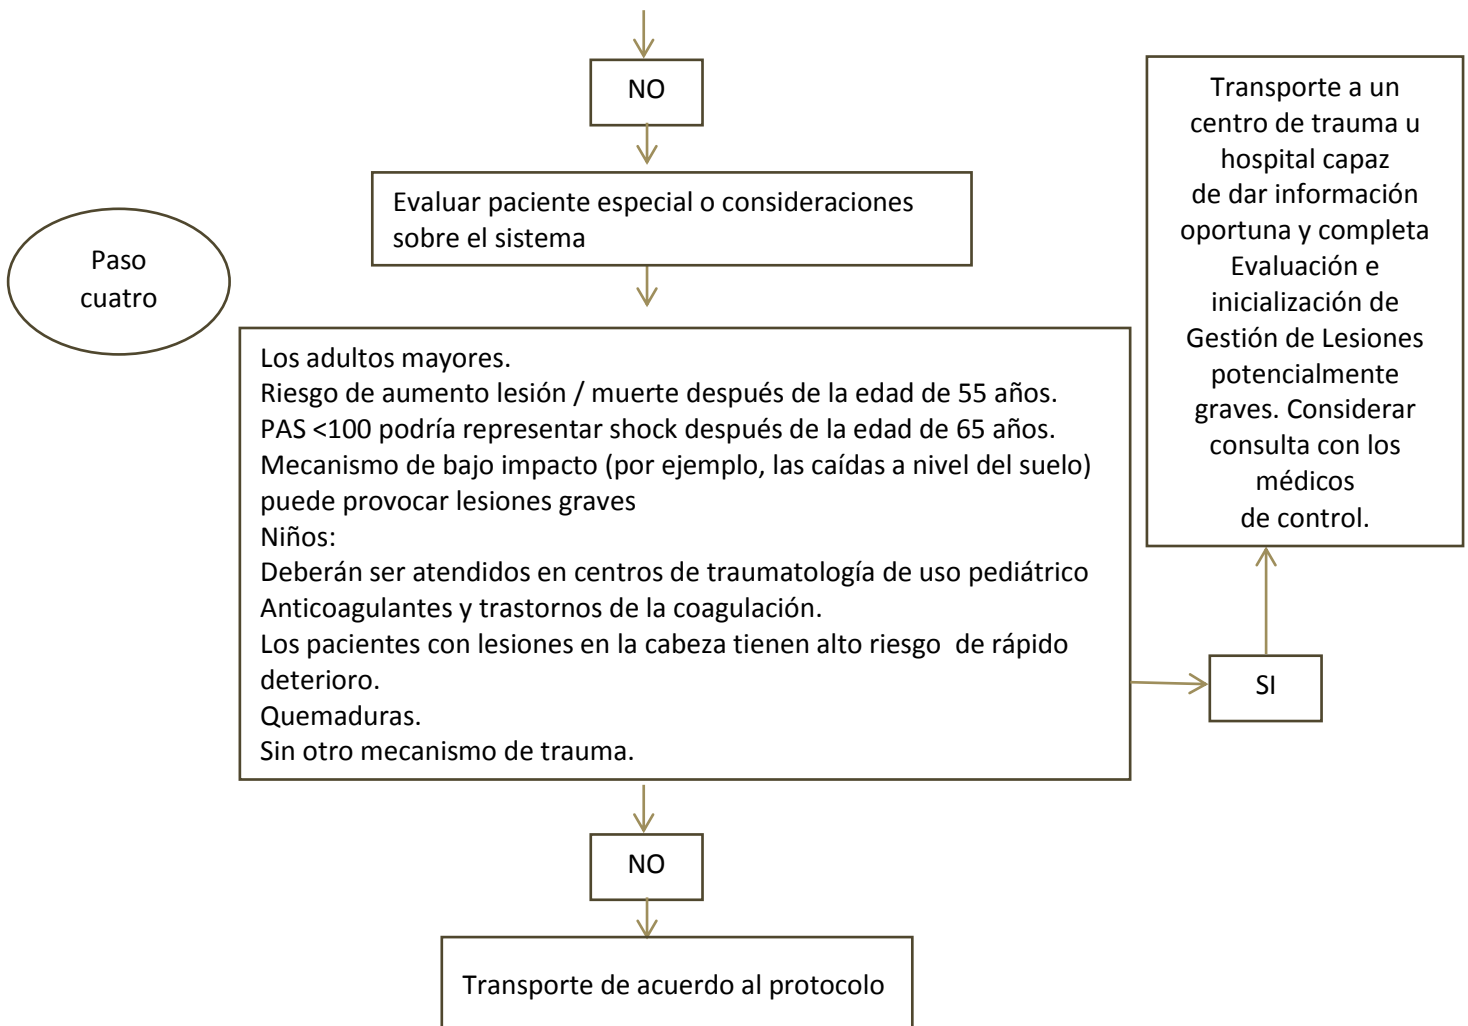 NO
Evaluar paciente especial o consideraciones
sobre el sistema
Paso
cuatro
Los adultos mayores.
Riesgo de aumento lesión / muerte después de la edad de 55 años.
PAS <100 podría representar shock después de la edad de 65 años.
Mecanismo de bajo impacto (por ejemplo, las caídas a nivel del suelo)
puede provocar lesiones graves
Niños:
Deberán ser atendidos en centros de traumatología de uso pediátrico
Anticoagulantes y trastornos de la coagulación.
Los pacientes con lesiones en la cabeza tienen alto riesgo  de rápido
deterioro.
Quemaduras.
Sin otro mecanismo de trauma.
SI
Transporte a un
centro de trauma u
hospital capaz
de dar información
oportuna y completa
Evaluación e
inicialización de
Gestión de Lesiones
potencialmente
graves. Considerar
consulta con los
médicos
de control.
NO
Transporte de acuerdo al protocolo